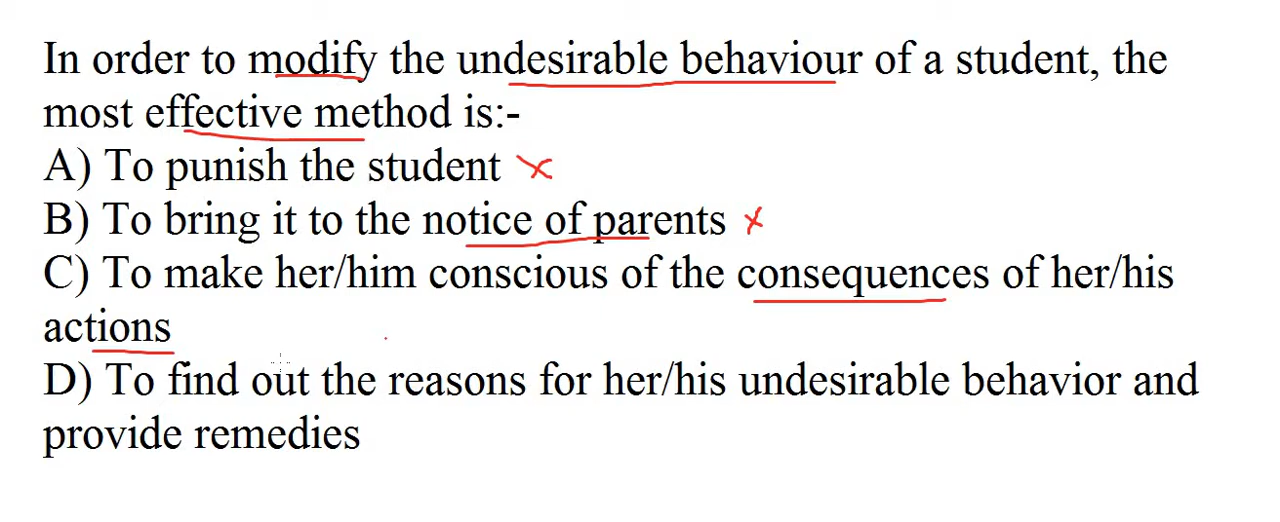 In order to modify the undesirable behaviour of a student, the
most effective method is:-
A) To punish the student
B) To bring it to the notice of parents
C) To make her/him conscious of the consequences of her/his
actions
D) To find out the reasons for her/his undesirable behavior and
provide remedies